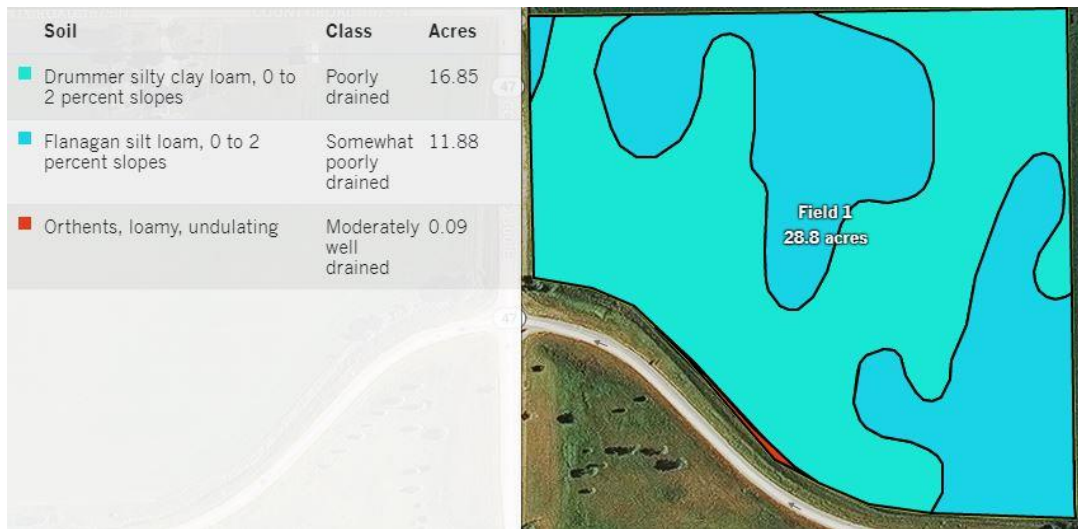 Soil Class Acres
Drummer silty clay loam, 0 to Poorly 16.85
2 percent slopes drained
Flanagan silt loam, 0 to 2 Somewhat 11.88
percent slopes poorly
drained
Orthents, loamy, undulating Moderately 0.09
well
drained
47
47
Field 1
28.8 acres